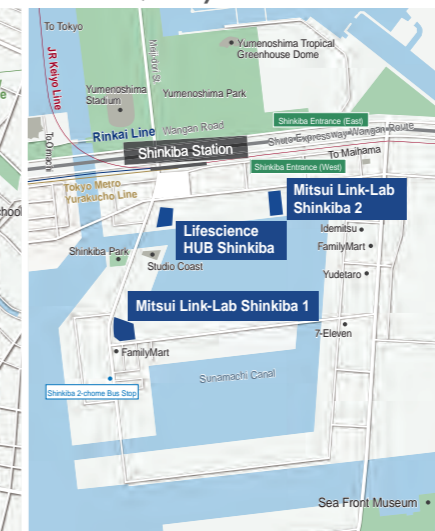 To Tokyo
JR Keiyo Line
Meijidori St.
Yumenoshima Tropical
Greenhouse Dome
Yumenoshima
Stadium
Yumenoshima Park
Shinkiba Entrance (East)
Rinkai Line
Wangan Road
Shuto Expressway Wangan Route
Shinkiba Station
To Maihama
Shinkiba Entrance (West)
Tokyo Metro
Yurakucho Line
Mitsui Link-Lab
Shinkiba 2
Lifescience
HUB Shinkiba
Idemitsu
FamilyMart
Shinkiba Park
Studio Coast
Yudetaro
Mitsui Link-Lab Shinkiba 1
7-Eleven
FamilyMart
Sunamachi Canal
Shinkiba 2-chome Bus Stop
Sea Front Museum